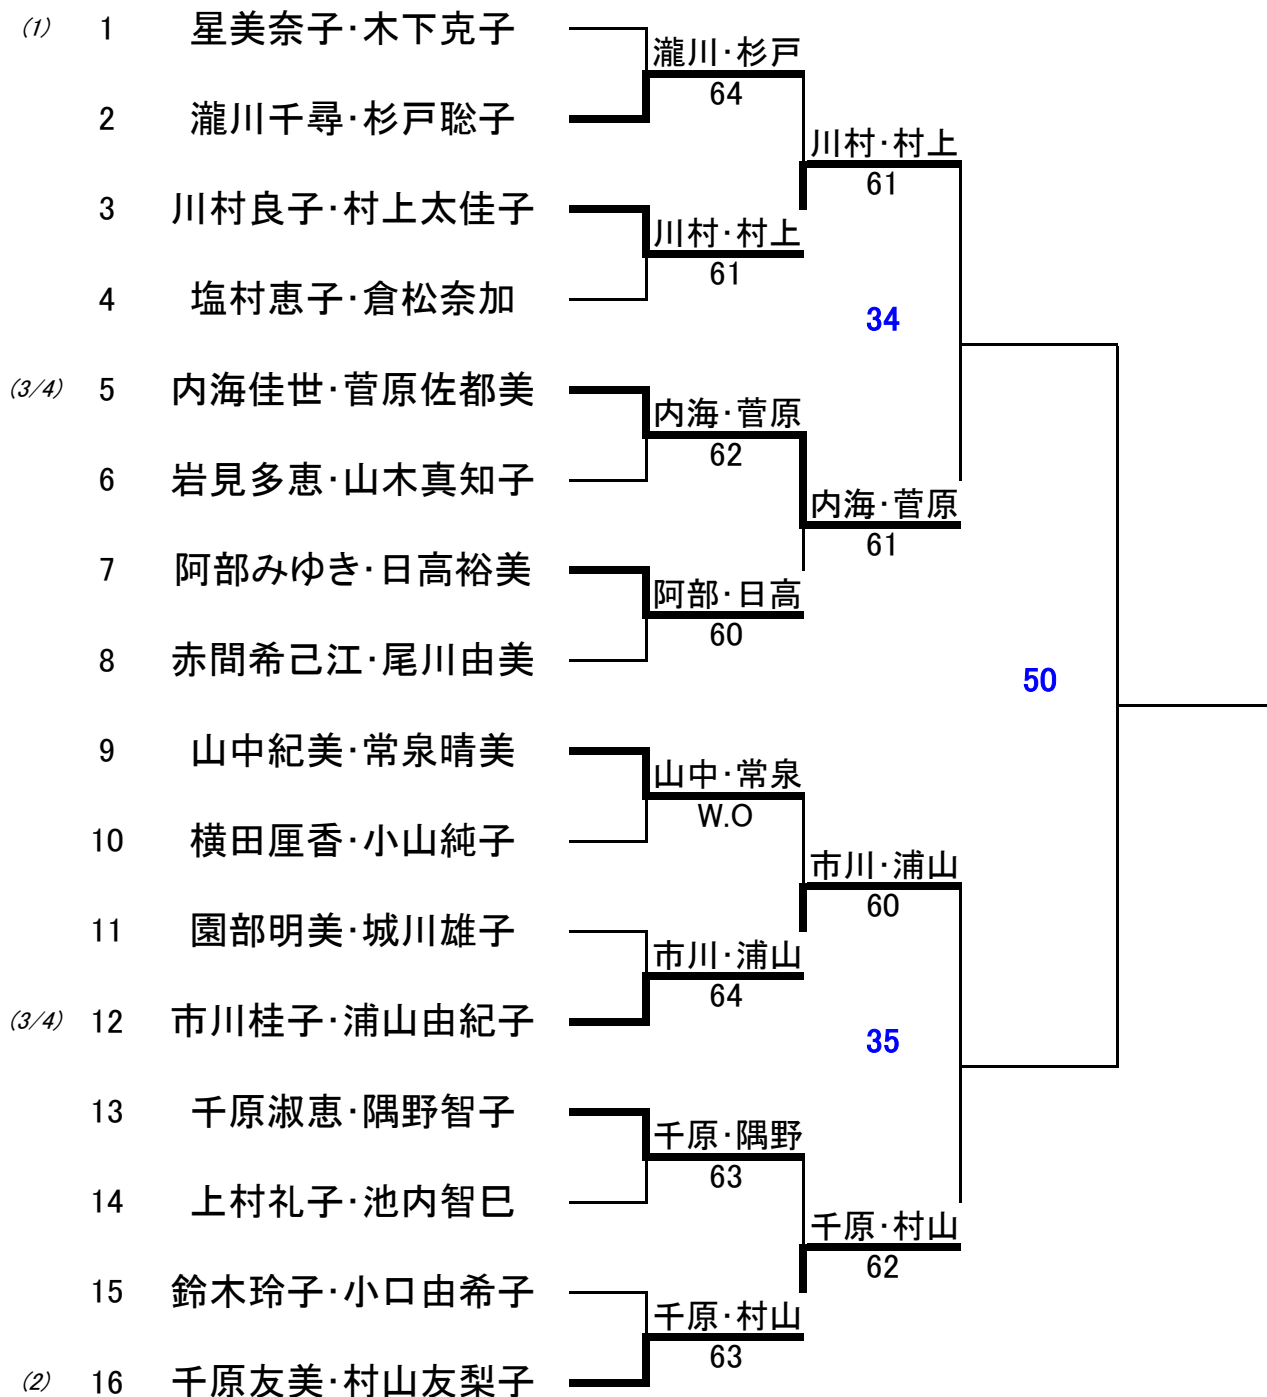 (1) 1 星美奈子・木下克子
瀧川・杉戸
64
2 瀧川千尋・杉戸聡子
川村・村上
61
3 川村良子・村上太佳子
川村・村上
61
4 塩村恵子・倉松奈加
34
(3/4) 5 内海佳世・菅原佐都美
内海・菅原
62
6 岩見多恵・山木真知子
内海・菅原
61
7 阿部みゆき・日高裕美
阿部・日高
60
8 赤間希己江・尾川由美
50
9 山中紀美・常泉晴美
山中・常泉
W.O
10 横田厘香・小山純子
市川・浦山
60
11 園部明美・城川雄子
市川・浦山
64
(3/4) 12 市川桂子・浦山由紀子
35
13 千原淑恵・隅野智子
千原・隅野
63
14 上村礼子・池内智巳
千原・村山
62
15 鈴木玲子・小口由希子
千原・村山
63
(2) 16 千原友美・村山友梨子